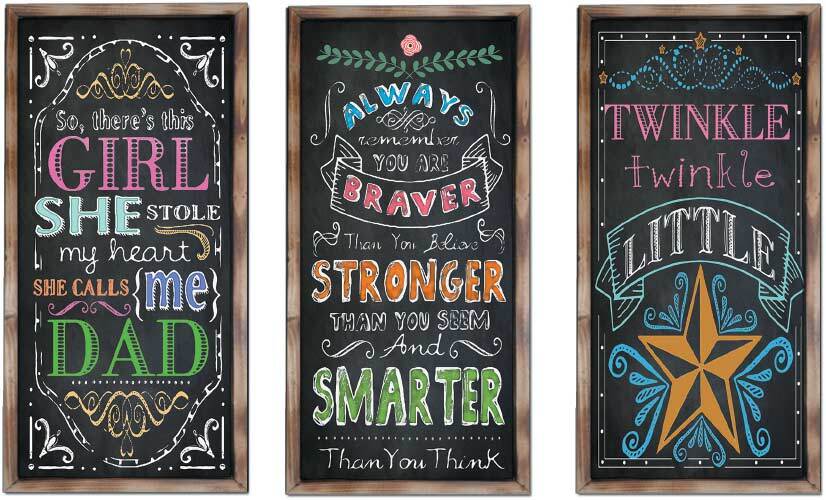 So, there's this
GIRL
SHE STOLE
my heart
SHE CALLS me
DAD
ALWAYS
remember
YOU ARE
BRAVER
Than You Believe
STRONGER
THAN YOU SEEM
And
SMARTER
Than You Think
TWINKLE
twinkle
LITTLE